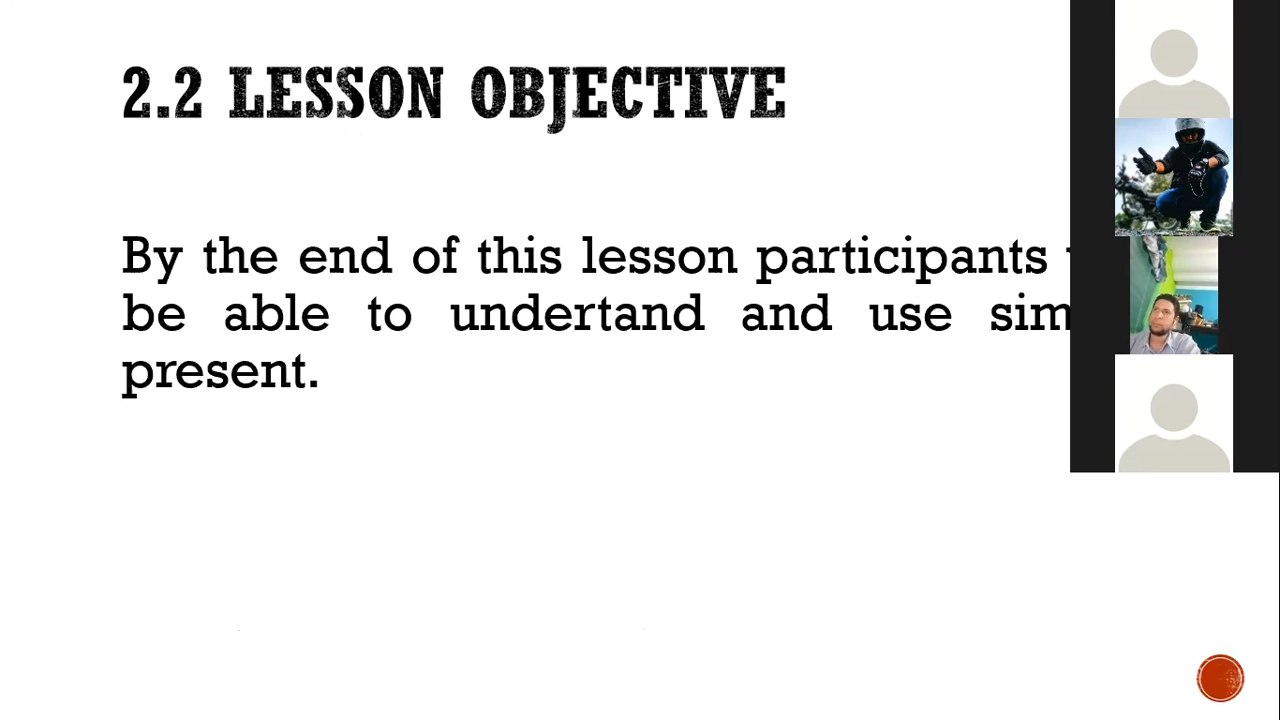 2.2 LESSON OBJECTIVE
By the end of this lesson participants
be able to undertand and use sim
present.